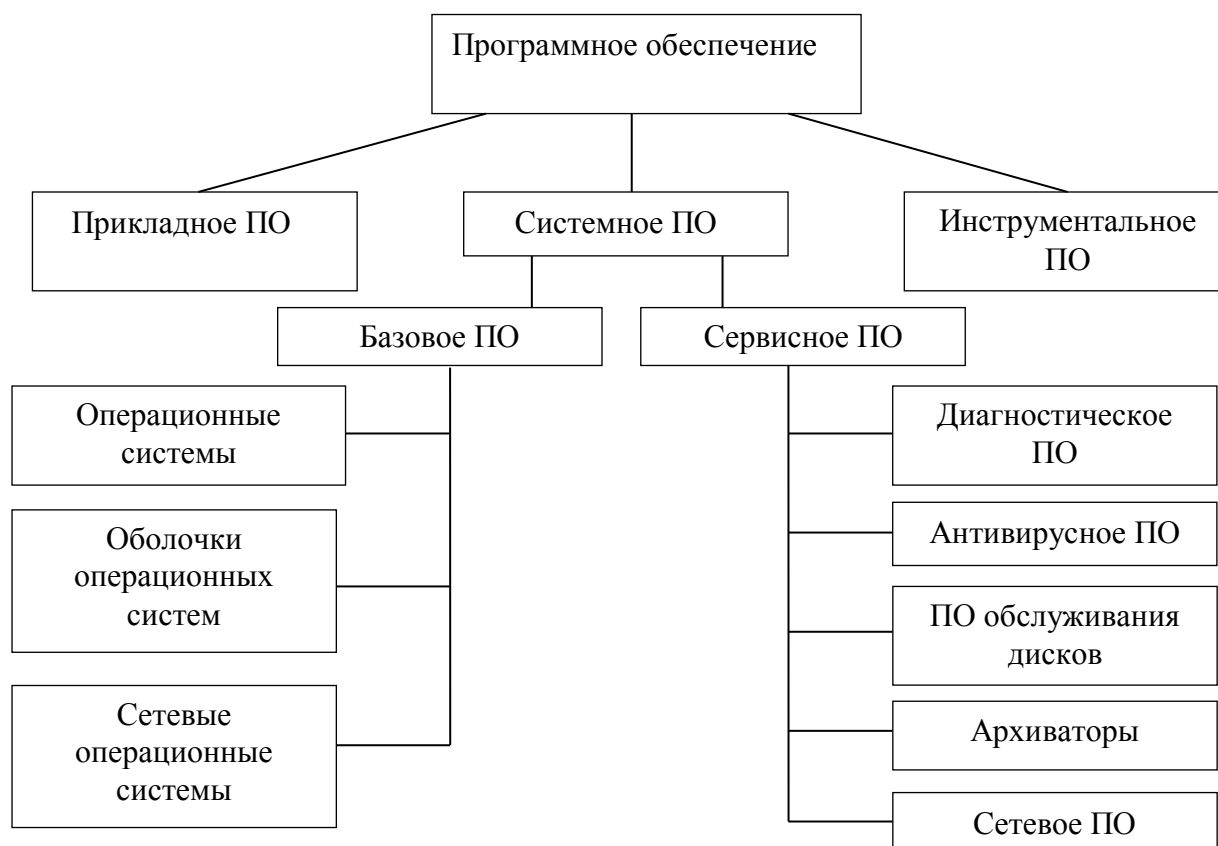 Программное обеспечение
Прикладное ПО
Системное ПО
Инструментальное
ПО
Базовое ПО
Сервисное ПО
Операционные
системы
Оболочки
операционных
систем
Сетевые
операционные
системы
Диагностическое
ПО
Антивирусное ПО
ПО обслуживания
дисков
Архиваторы
Сетевое ПО